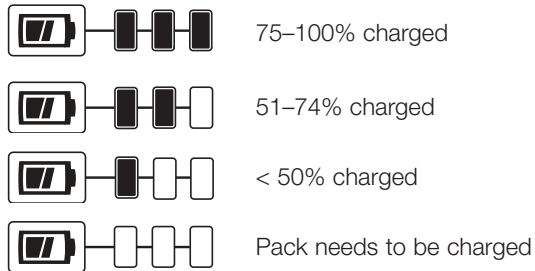 75–100% charged
51–74% charged
< 50% charged
Pack needs to be charged